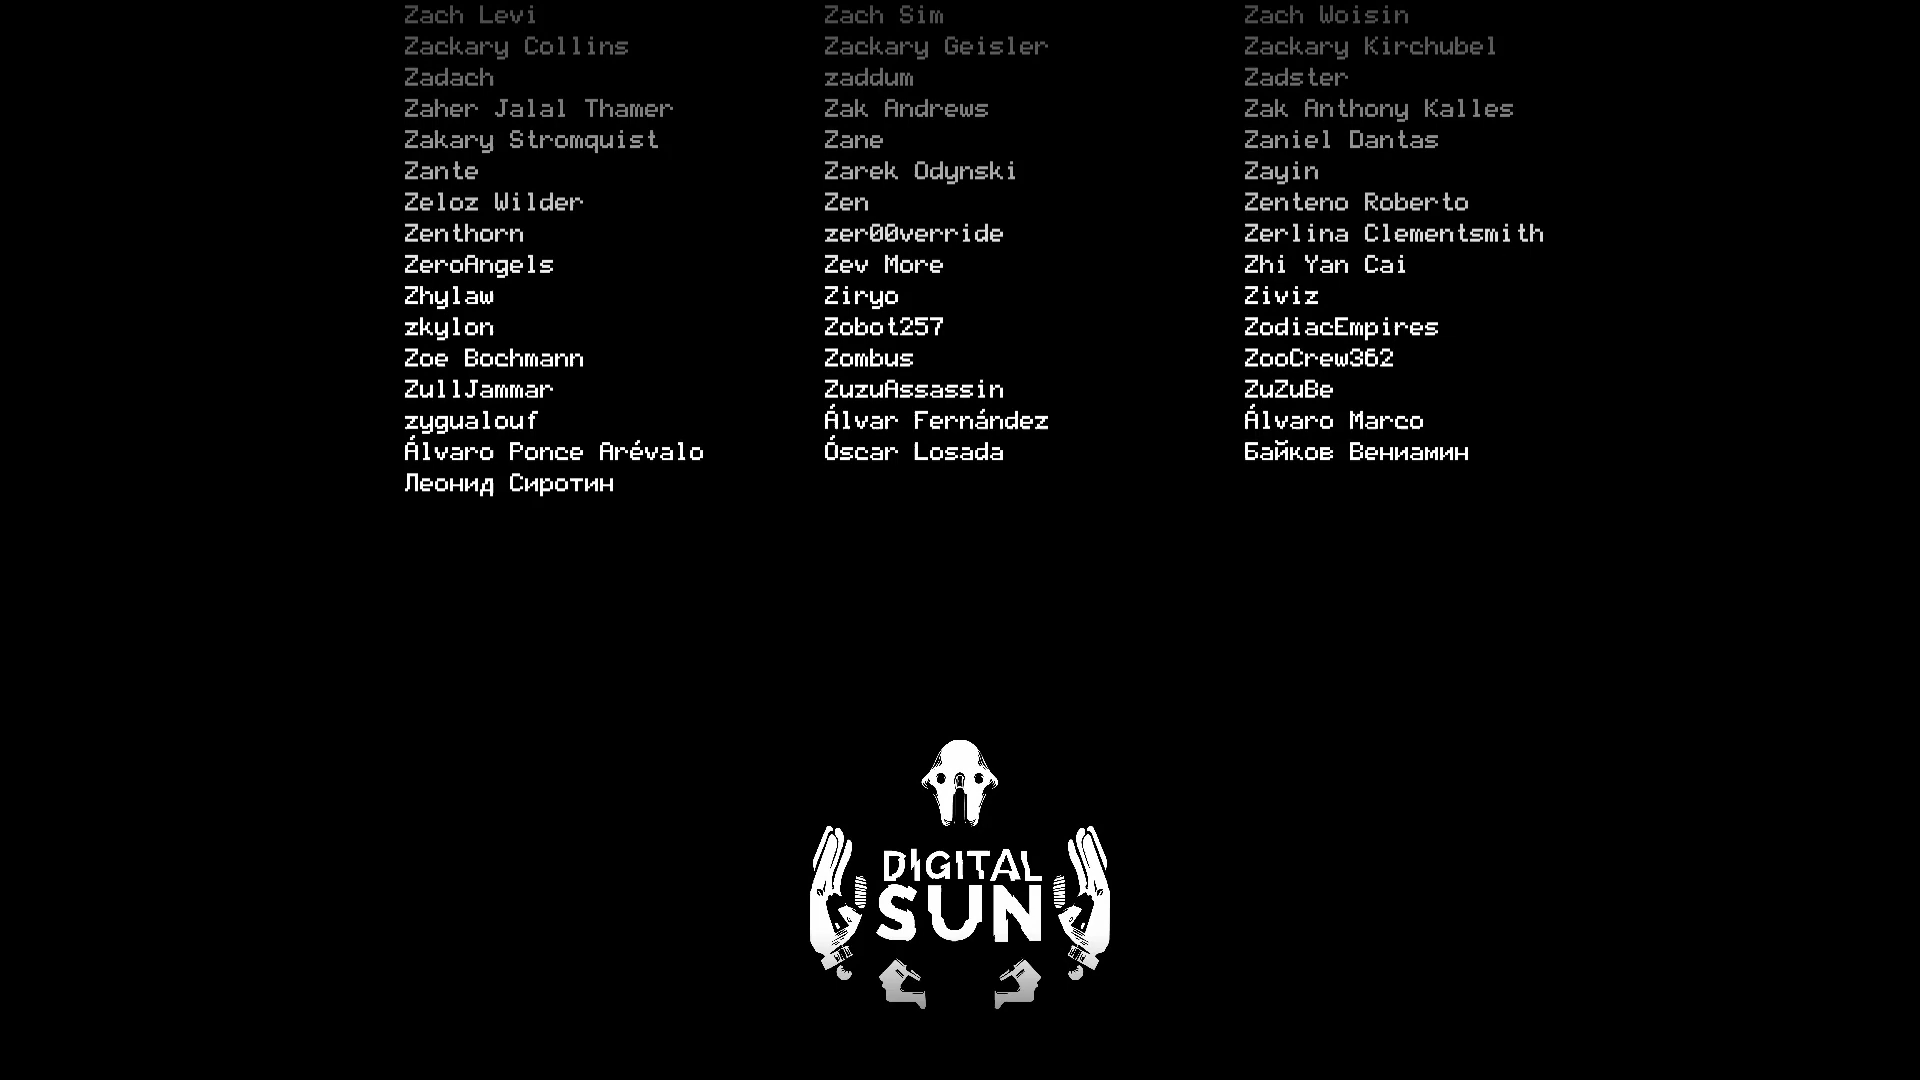 Zach Levi Zach Sim Zach Woisin
Zackary Collins Zackary Geisler Zackary Kirchubel
Zadach zaddum Zadster
Zaher Jalal Thamer Zak Andrews Zak Anthony Kalles
Zakary Stromquist Zane Zaniel Dantas
Zante Zarek Odynski Zayin
Zeloz Wilder Zen Zenteno Roberto
Zenthorn zer00verride Zerlina Clementsmith
ZeroAngels Zev More Zhi Yan Cai
Zhylaw Ziryo Ziviz
zkylon Zobot257 ZodiacEmpires
Zoe Bochmann Zombus ZooCrew362
ZullJammar ZuzuAssassin ZuZuBe
zygualouf Álvar Fernández Álvaro Marco
Álvaro Ponce Arévalo Óscar Losada Байков Вениамин
Леонид Сиротин
DIGITAL
SUN